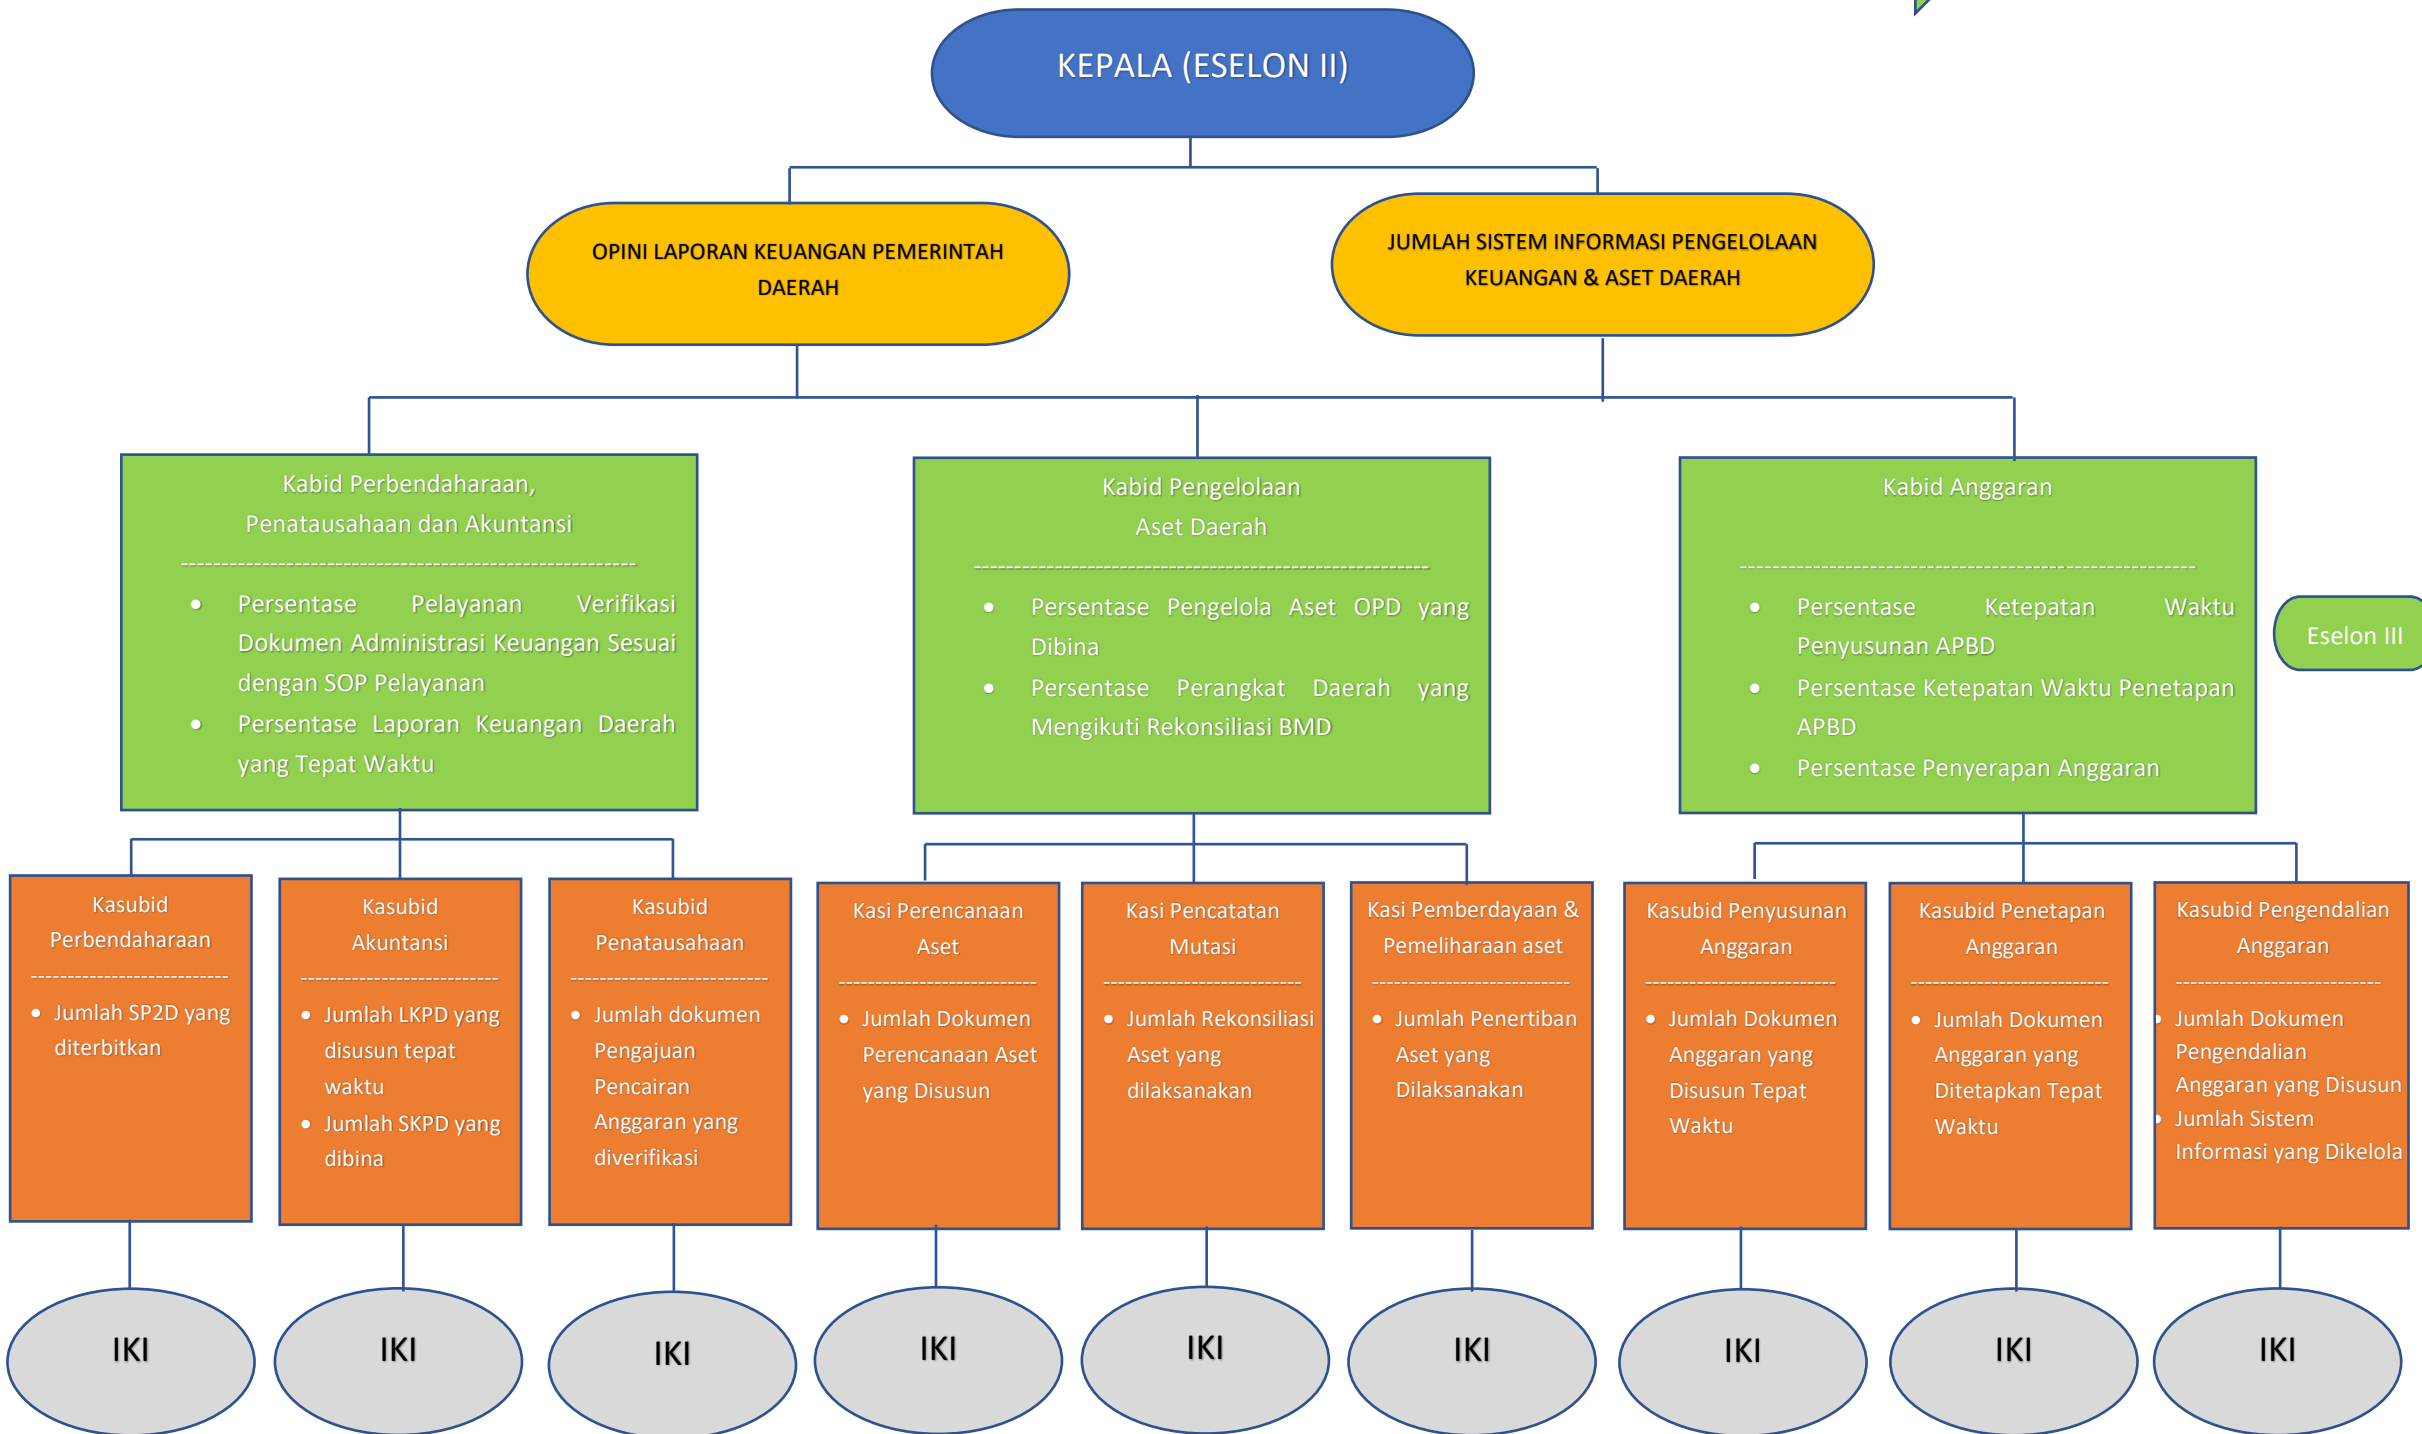 KEPALA (ESELON II)
OPINI LAPORAN KEUANGAN PEMERINTAH
DAERAH
JUMLAH SISTEM INFORMASI PENGELOLAAN
KEUANGAN & ASET DAERAH
Kabid Perbendaharaan,
Penatausahaan dan Akuntansi
--------------------------------------------------------
• Persentase Pelayanan Verifikasi
Dokumen Administrasi Keuangan Sesuai
dengan SOP Pelayanan
• Persentase Laporan Keuangan Daerah
yang Tepat Waktu
Kabid Pengelolaan
Aset Daerah
--------------------------------------------------------
• Persentase Pengelola Aset OPD yang
Dibina
• Persentase Perangkat Daerah yang
Mengikuti Rekonsiliasi BMD
Kabid Anggaran
--------------------------------------------------------
• Persentase Ketepatan Waktu
Penyusunan APBD
• Persentase Ketepatan Waktu Penetapan
APBD
• Persentase Penyerapan Anggaran
Eselon III
Kasubid
Perbendaharaan
---------------------------
• Jumlah SP2D yang
diterbitkan
Kasubid
Akuntansi
---------------------------
• Jumlah LKPD yang
disusun tepat
waktu
• Jumlah SKPD yang
dibina
Kasubid
Penatausahaan
---------------------------
• Jumlah dokumen
Pengajuan
Pencairan
Anggaran yang
diverifikasi
Kasi Perencanaan
Aset
---------------------------
• Jumlah Dokumen
Perencanaan Aset
yang Disusun
Kasi Pencatatan
Mutasi
---------------------------
• Jumlah Rekonsiliasi
Aset yang
dilaksanakan
Kasi Pemberdayaan &
Pemeliharaan aset
---------------------------
• Jumlah Penertiban
Aset yang
Dilaksanakan
Kasubid Penyusunan
Anggaran
--------------------------
• Jumlah Dokumen
Anggaran yang
Disusun Tepat
Waktu
Kasubid Penetapan
Anggaran
---------------------------
• Jumlah Dokumen
Anggaran yang
Ditetapkan Tepat
Waktu
Kasubid Pengendalian
Anggaran
----------------------------
• Jumlah Dokumen
Pengendalian
Anggaran yang Disusun
• Jumlah Sistem
Informasi yang Dikelola
IKI
IKI
IKI
IKI
IKI
IKI
IKI
IKI
IKI